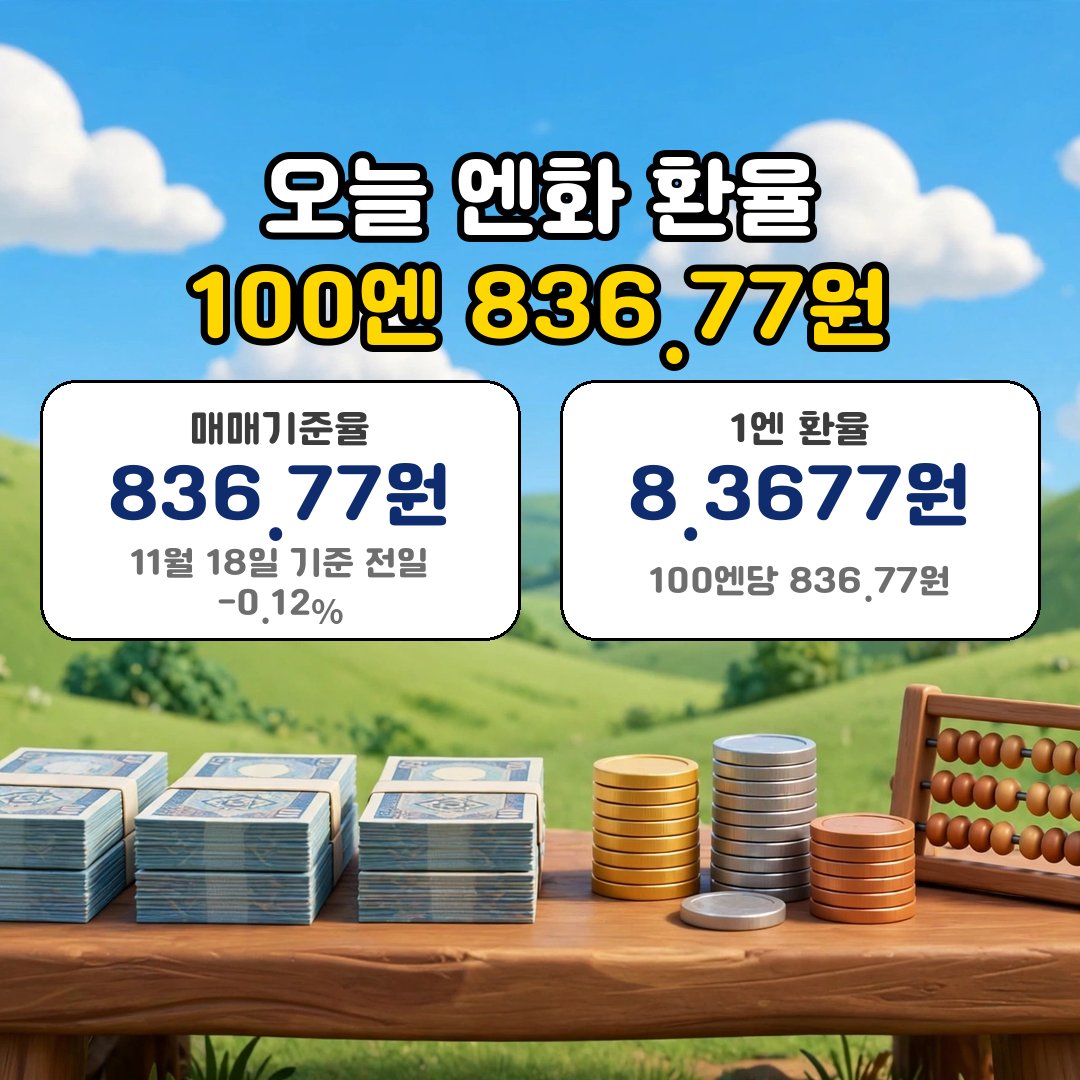 오늘 엔화 환율
100엔 836.77원
매매기준율
836.77원
11월 18일 기준 전일
-0.12%
1엔 환율
8.3677원
100엔당 836.77원